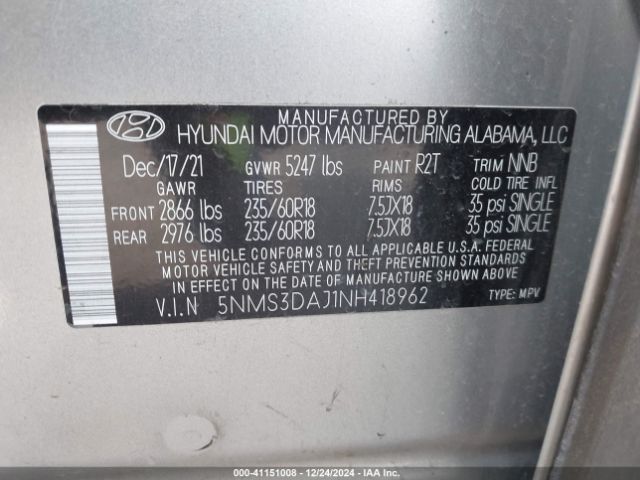 MANUFACTURED BY
HYUNDAI MOTOR MANUFACTURING ALABAMA, LLC
Dec/17/21 GVWR 5247 lbs PAINT R2T TRIM NNB
GAWR TIRES RIMS COLD TIRE INFL
FRONT 2866 lbs 235/60R18 7.5JX18 35 psi SINGLE
REAR 2976 lbs 235/60R18 7.5JX18 35 psi SINGLE
THIS VEHICLE CONFORMS TO ALL APPLICABLE U.S.A. FEDERAL
MOTOR VEHICLE SAFETY AND THEFT PREVENTION STANDARDS
IN EFFECT ON THE DATE OF MANUFACTURE SHOWN ABOVE.
V.I.N 5NMS3DAJ1NH418962 TYPE: MPV
000-41151008 • 12/24/2024 • IAA Inc.